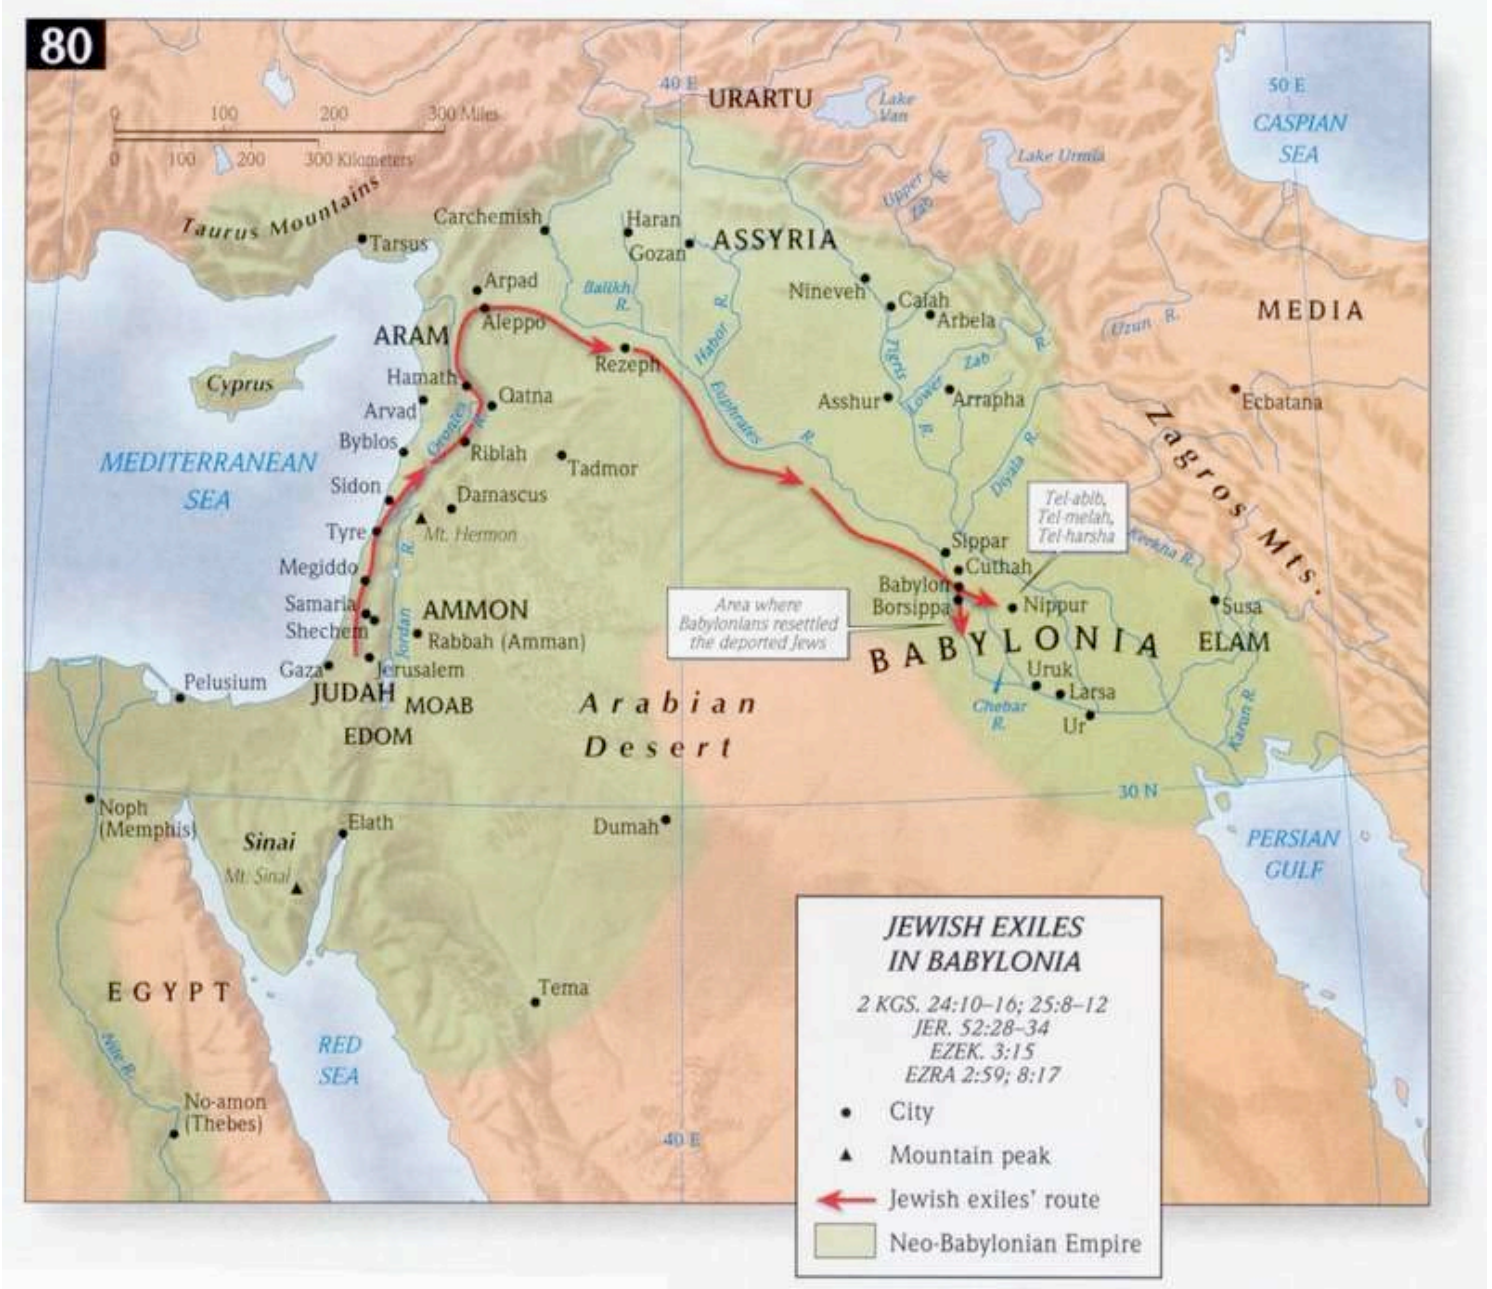 80
0 100 200 300 Miles
0 100 200 300 Kilometers
40 E
URARTU
Lake
Van
50 E
CASPIAN
SEA
Lake Urmia
Upper
Zab
R.
Taurus Mountains
Tarsus
Carchemish
Haran
Gozan
ASSYRIA
Arpad
Balikh
R.
Habor R.
Nineveh
Calah
Arbela
MEDIA
Uzun R.
Aleppo
ARAM
Rezeph
Tigris
R.
Lower Zab
R.
Cyprus
Hamath
Qatna
Arvad
Orontes
R.
Euphrates R.
Asshur
Arrapha
Ecbatana
Byblos
Riblah
Tadmor
MEDITERRANEAN
SEA
Zagros Mts.
Diyala R.
Sidon
Damascus
Tel-abib,
Tel-melah,
Tel-harsha
Tyre
Mt. Hermon
Kerkha R.
Sippar
Megiddo
Cuthah
Babylon
Samaria
Area where
Babylonians resettled
the deported Jews
Borsippa
Nippur
Susa
Shechem
AMMON
Jordan R.
Rabbah (Amman)
BABYLONIA
ELAM
Gaza
Jerusalem
Pelusium
JUDAH
MOAB
Uruk
Larsa
Arabian
Desert
Chebar
R.
Ur
Karun R.
EDOM
30 N
Noph
(Memphis)
Elath
Dumah
Sinai
PERSIAN
GULF
Mt. Sinai
EGYPT
Tema
Nile R.
RED
SEA
No-amon
(Thebes)
40 E
JEWISH EXILES
IN BABYLONIA
2 KGS. 24:10–16; 25:8–12
JER. 52:28–34
EZEK. 3:15
EZRA 2:59; 8:17
City
Mountain peak
Jewish exiles' route
Neo-Babylonian Empire